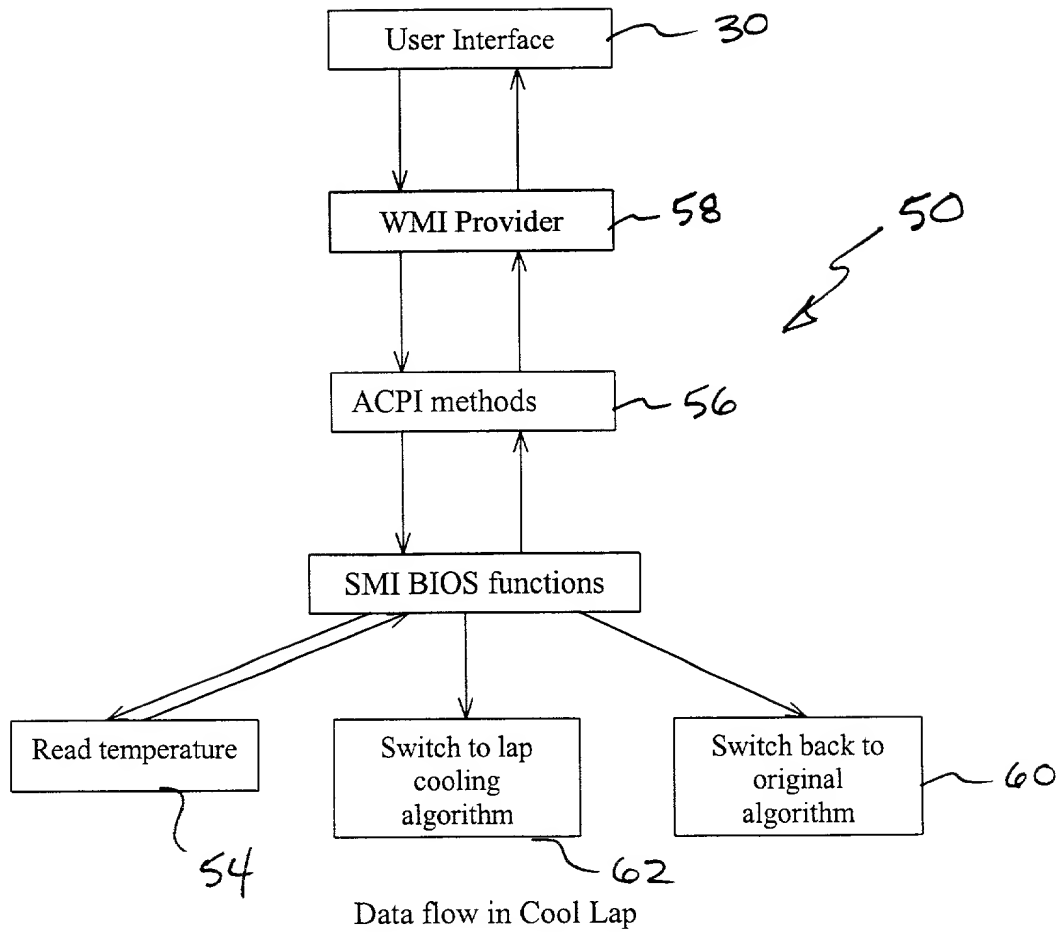 User Interface
30
WMI Provider
58
50
ACPI methods
56
SMI BIOS functions
Read temperature
54
Switch to lap
cooling
algorithm
62
Switch back to
original
algorithm
60
Data flow in Cool Lap